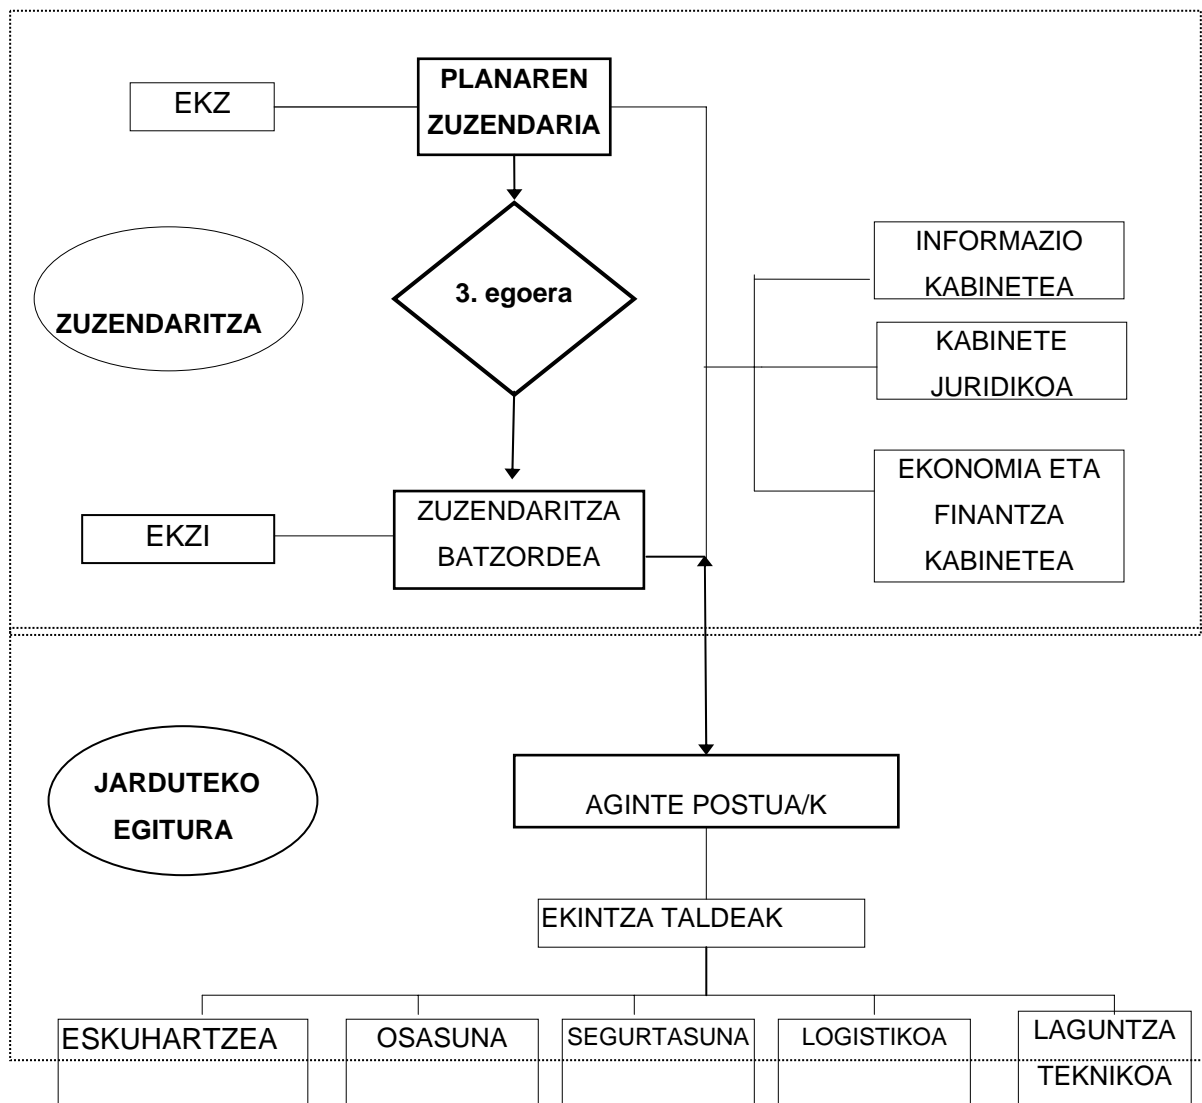 PLANAREN
ZUZENDARIA
EKZ
3. egoera
ZUZENDARITZA
INFORMAZIO
KABINETEA
KABINETE
JURIDIKOA
EKONOMIA ETA
FINANTZA
KABINETEA
ZUZENDARITZA
BATZORDEA
EKZI
JARDUTEKO
EGITURA
AGINTE POSTUA/K
EKINTZA TALDEAK
ESKUHARTZEA
OSASUNA
SEGURTASUNA
LOGISTIKOA
LAGUNTZA
TEKNIKOA